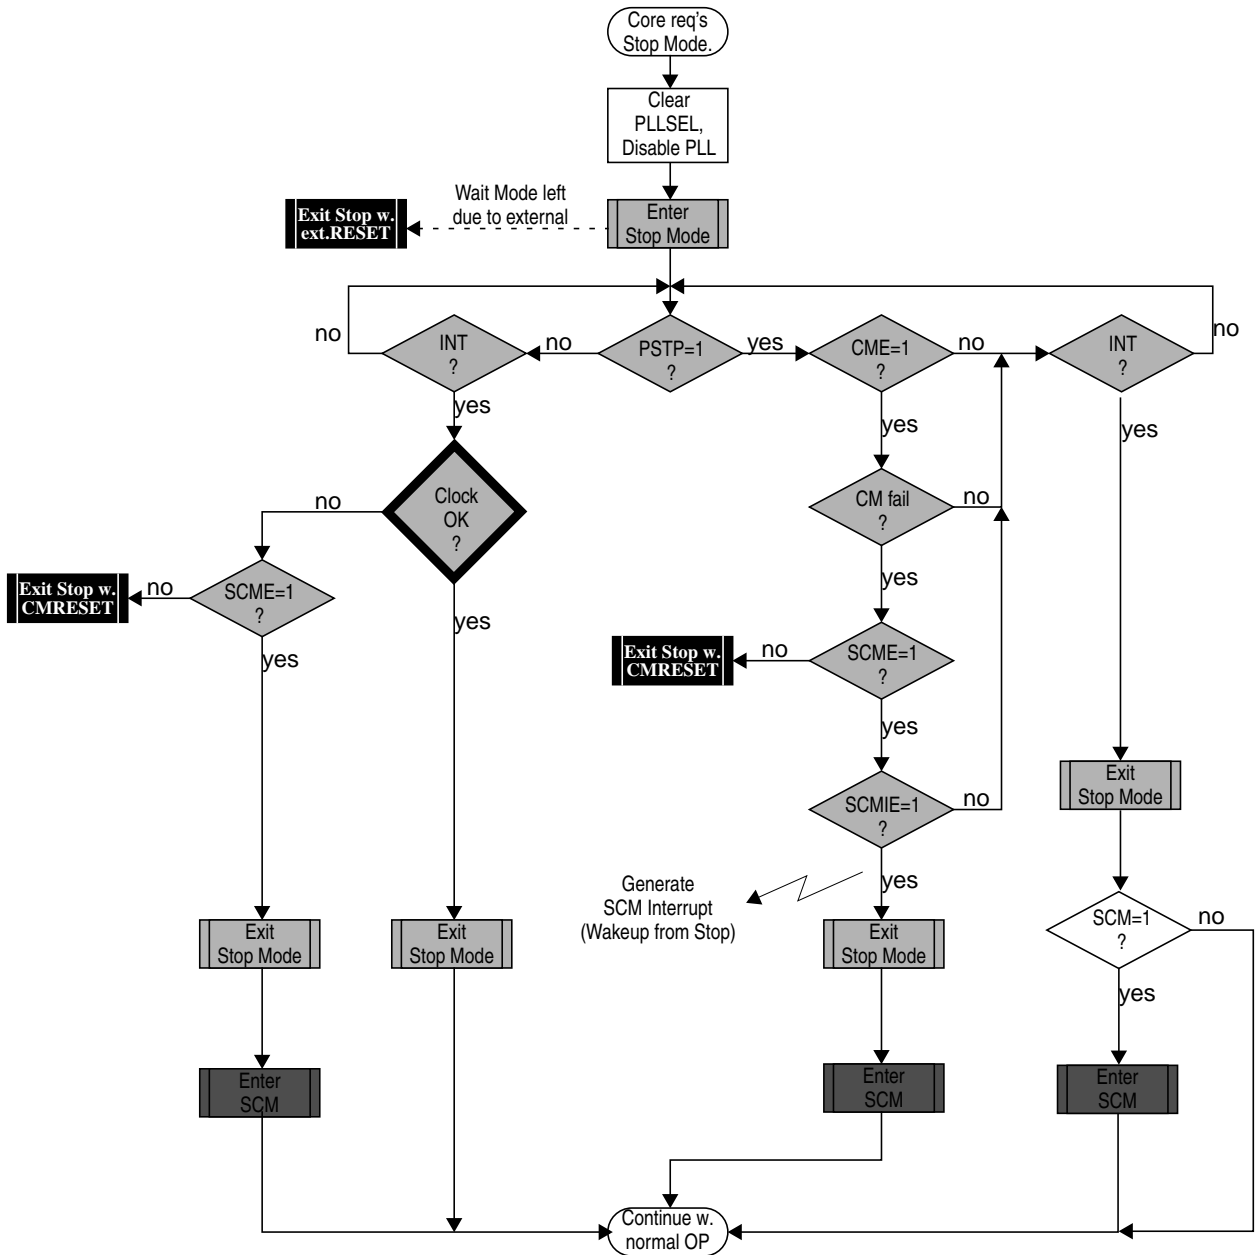 Core req's
Stop Mode.
Clear
PLLSEL,
Disable PLL
Wait Mode left
due to external
Exit Stop w.
ext.RESET
Enter
Stop Mode
no
INT
?
no
PSTP=1
?
yes
CME=1
?
no
INT
?
no
yes
yes
yes
Clock
OK
?
no
CM fail
?
no
yes
Exit Stop w.
CMRESET
no
SCME=1
?
yes
yes
Exit Stop w.
CMRESET
no
SCME=1
?
yes
SCMIE=1
?
no
Exit
Stop Mode
Generate
SCM Interrupt
(Wakeup from Stop)
yes
SCM=1
?
no
Exit
Stop Mode
Exit
Stop Mode
Exit
Stop Mode
yes
Enter
SCM
Enter
SCM
Enter
SCM
Continue w.
normal OP